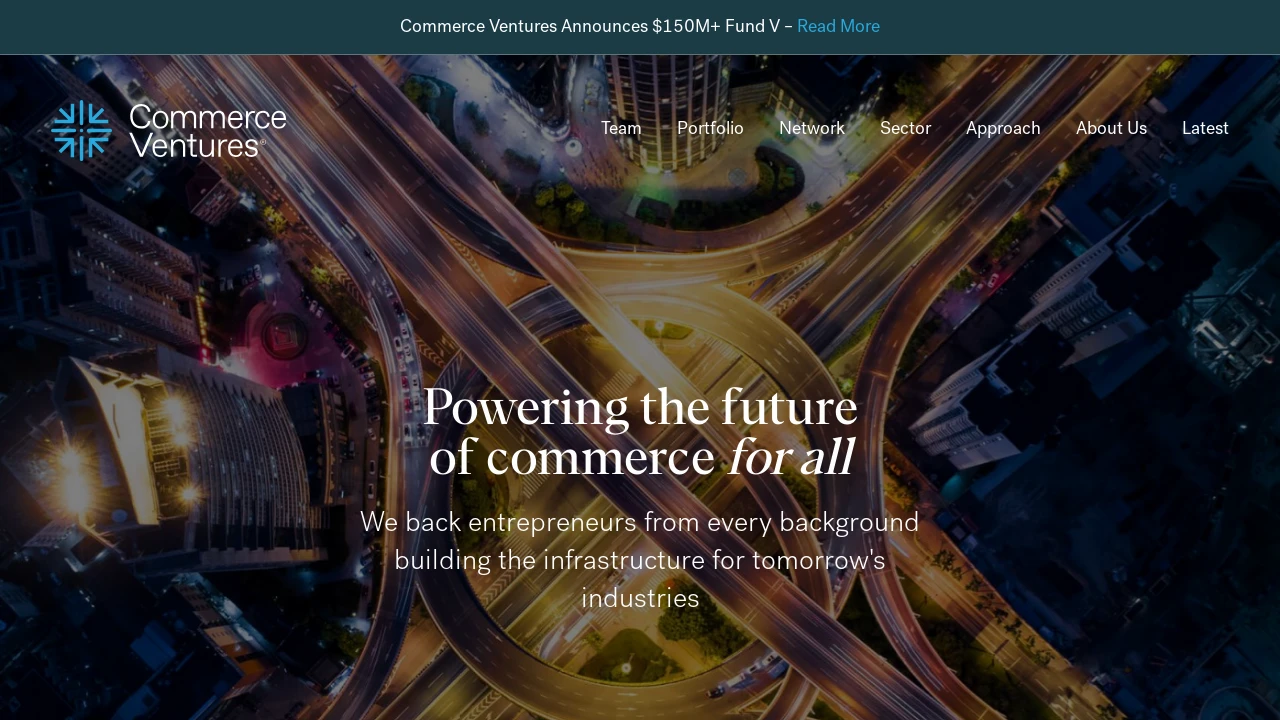 Commerce Ventures Announces $150M+ Fund V – Read More
Commerce
Ventures®
Team Portfolio Network Sector Approach About Us Latest
Powering the future
of commerce for all
We back entrepreneurs from every background
building the infrastructure for tomorrow's
industries